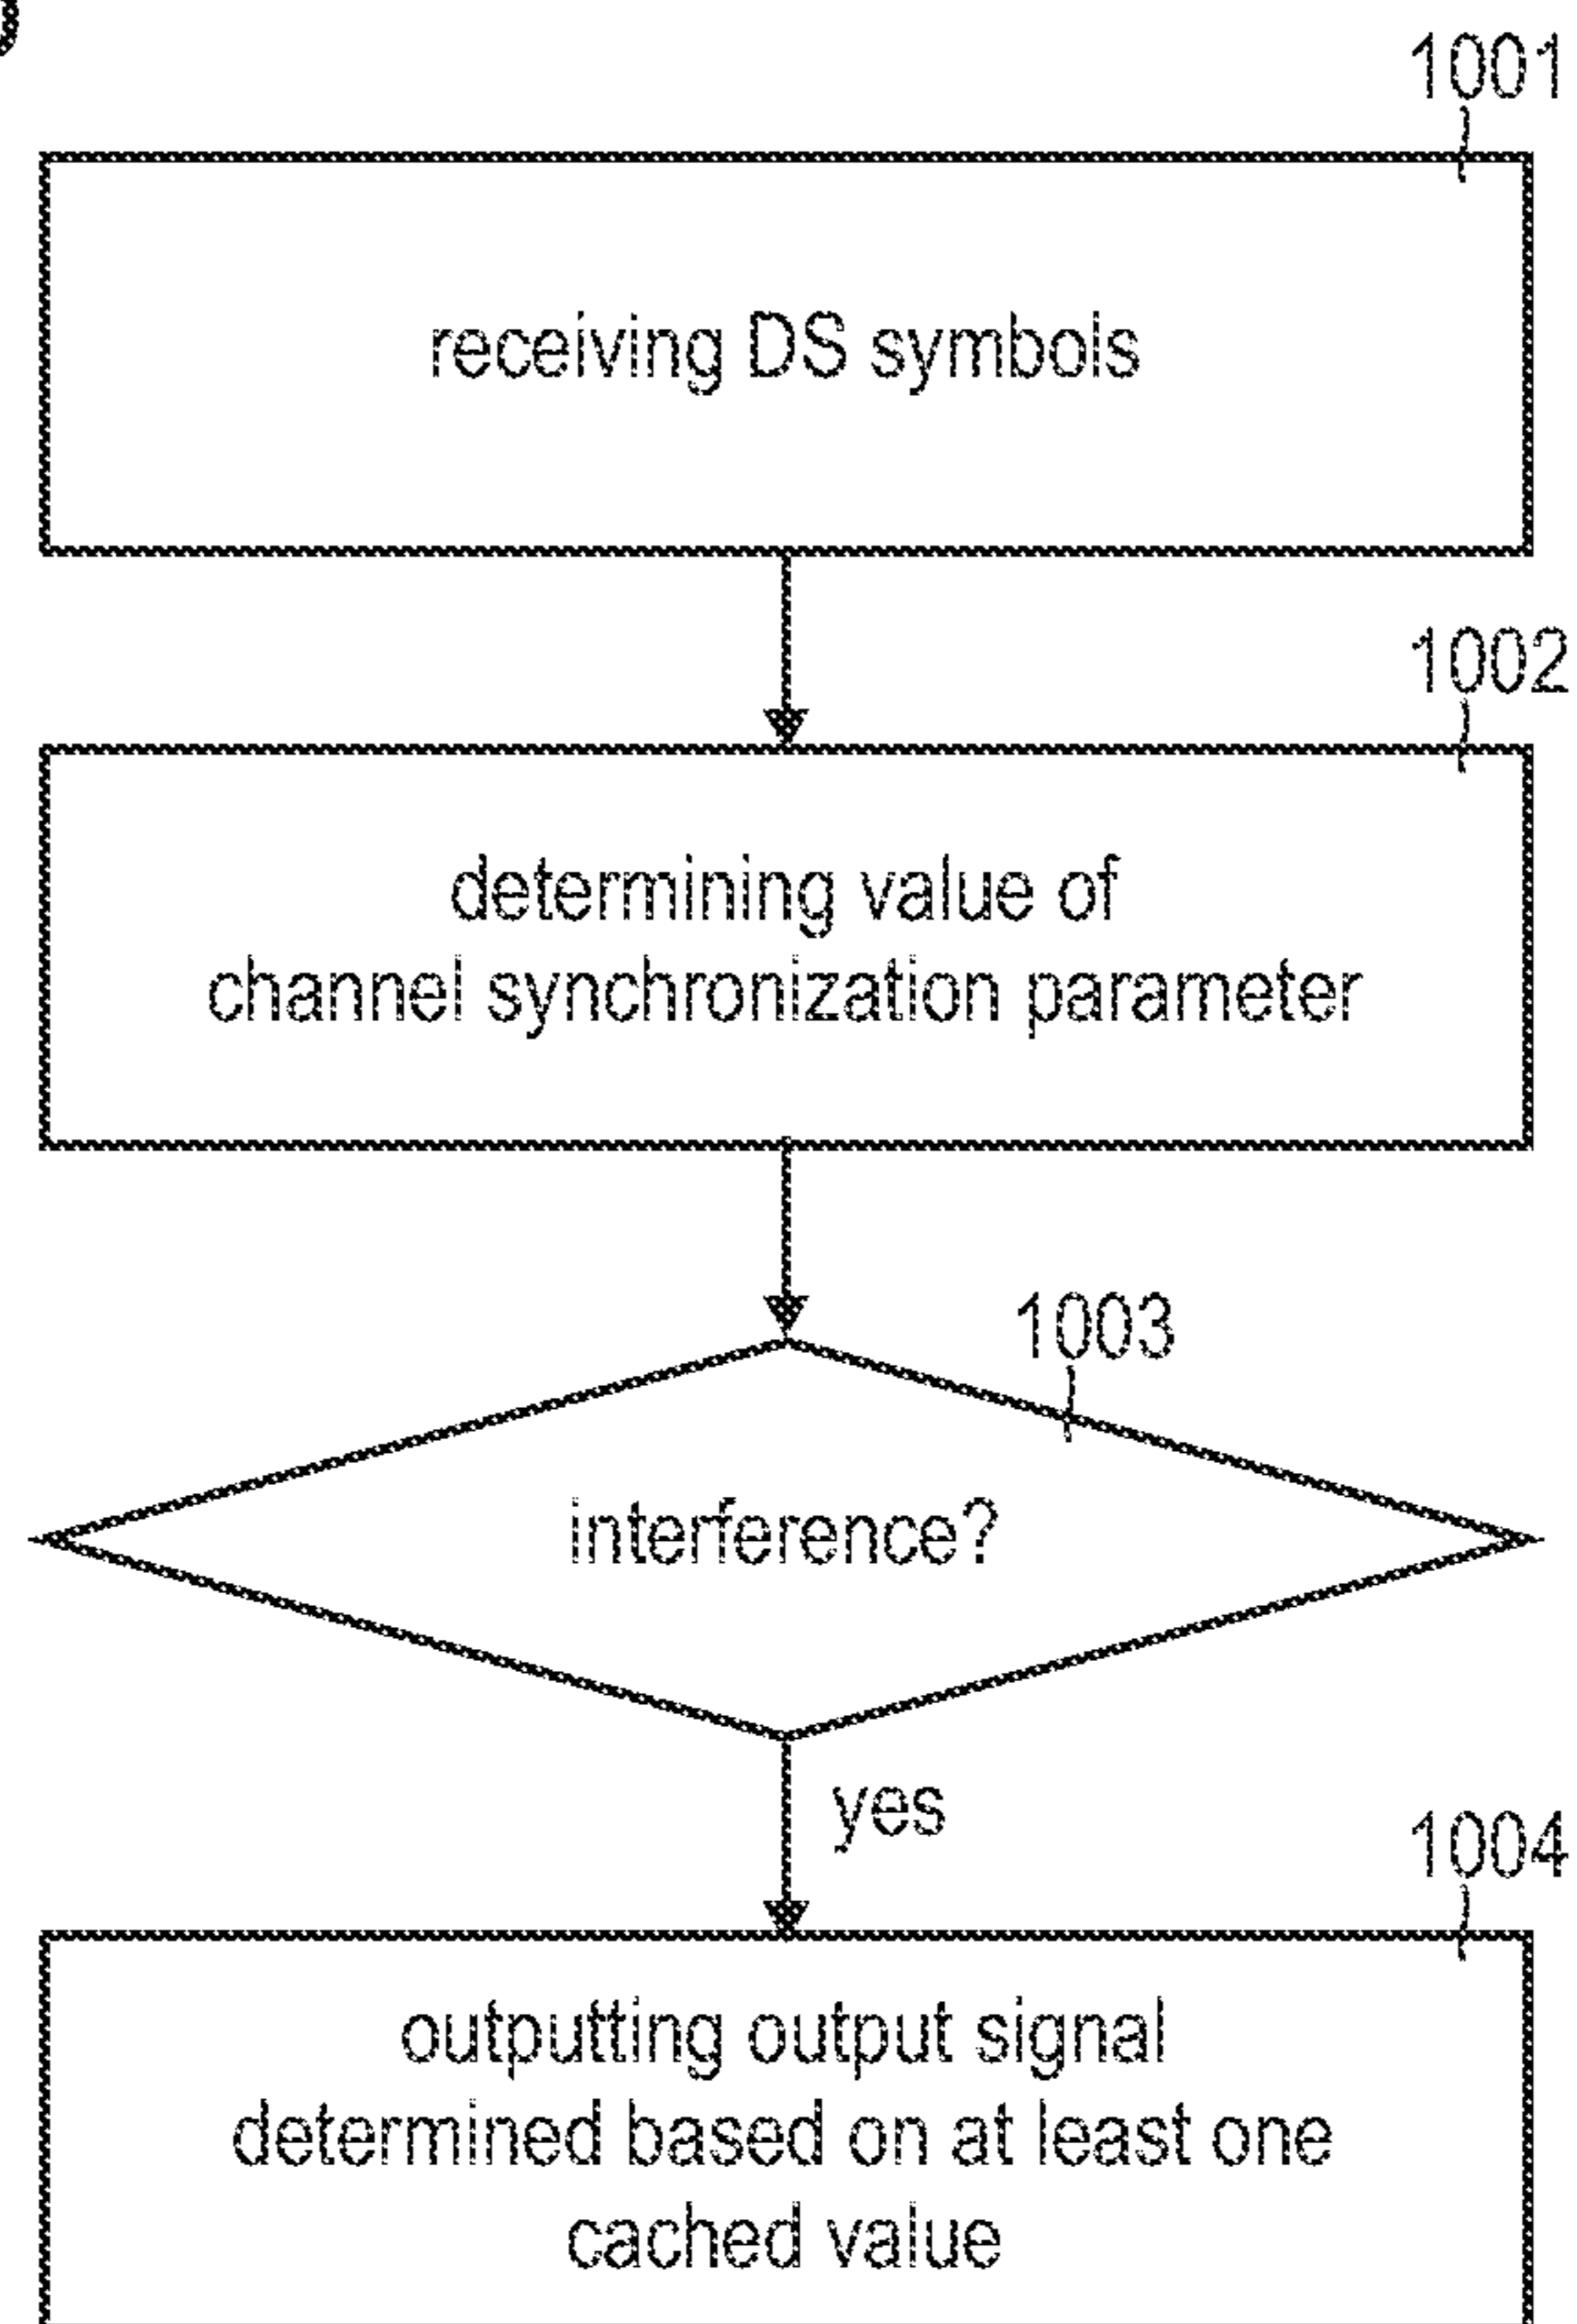 1001
receiving DS symbols
1002
determining value of
channel synchronization parameter
1003
interference?
yes
1004
outputting output signal
determined based on at least one
cached value